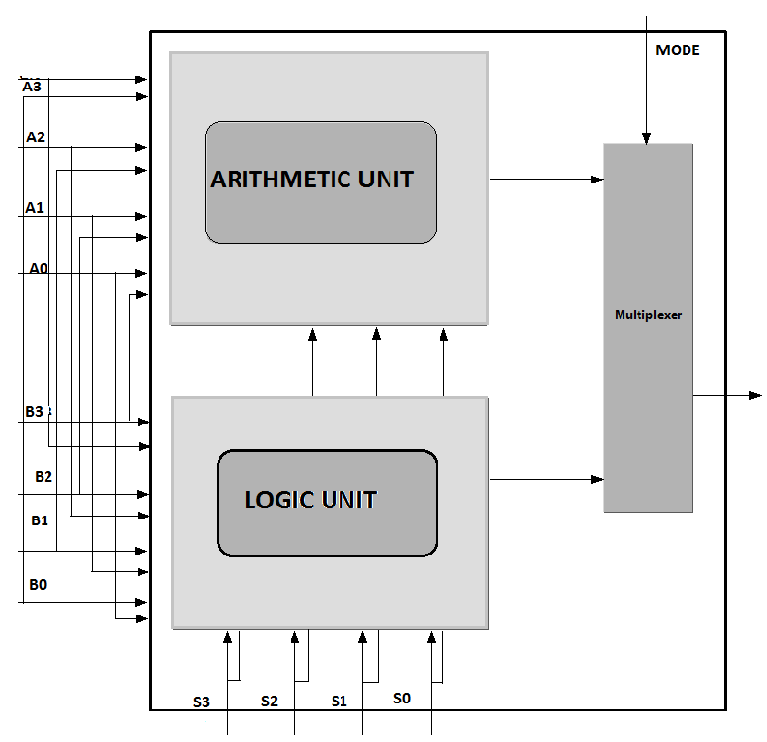 MODE
A3
A2
ARITHMETIC UNIT
A1
A0
Multiplexer
B3
B2
LOGIC UNIT
B1
B0
S3 S2 S1 S0